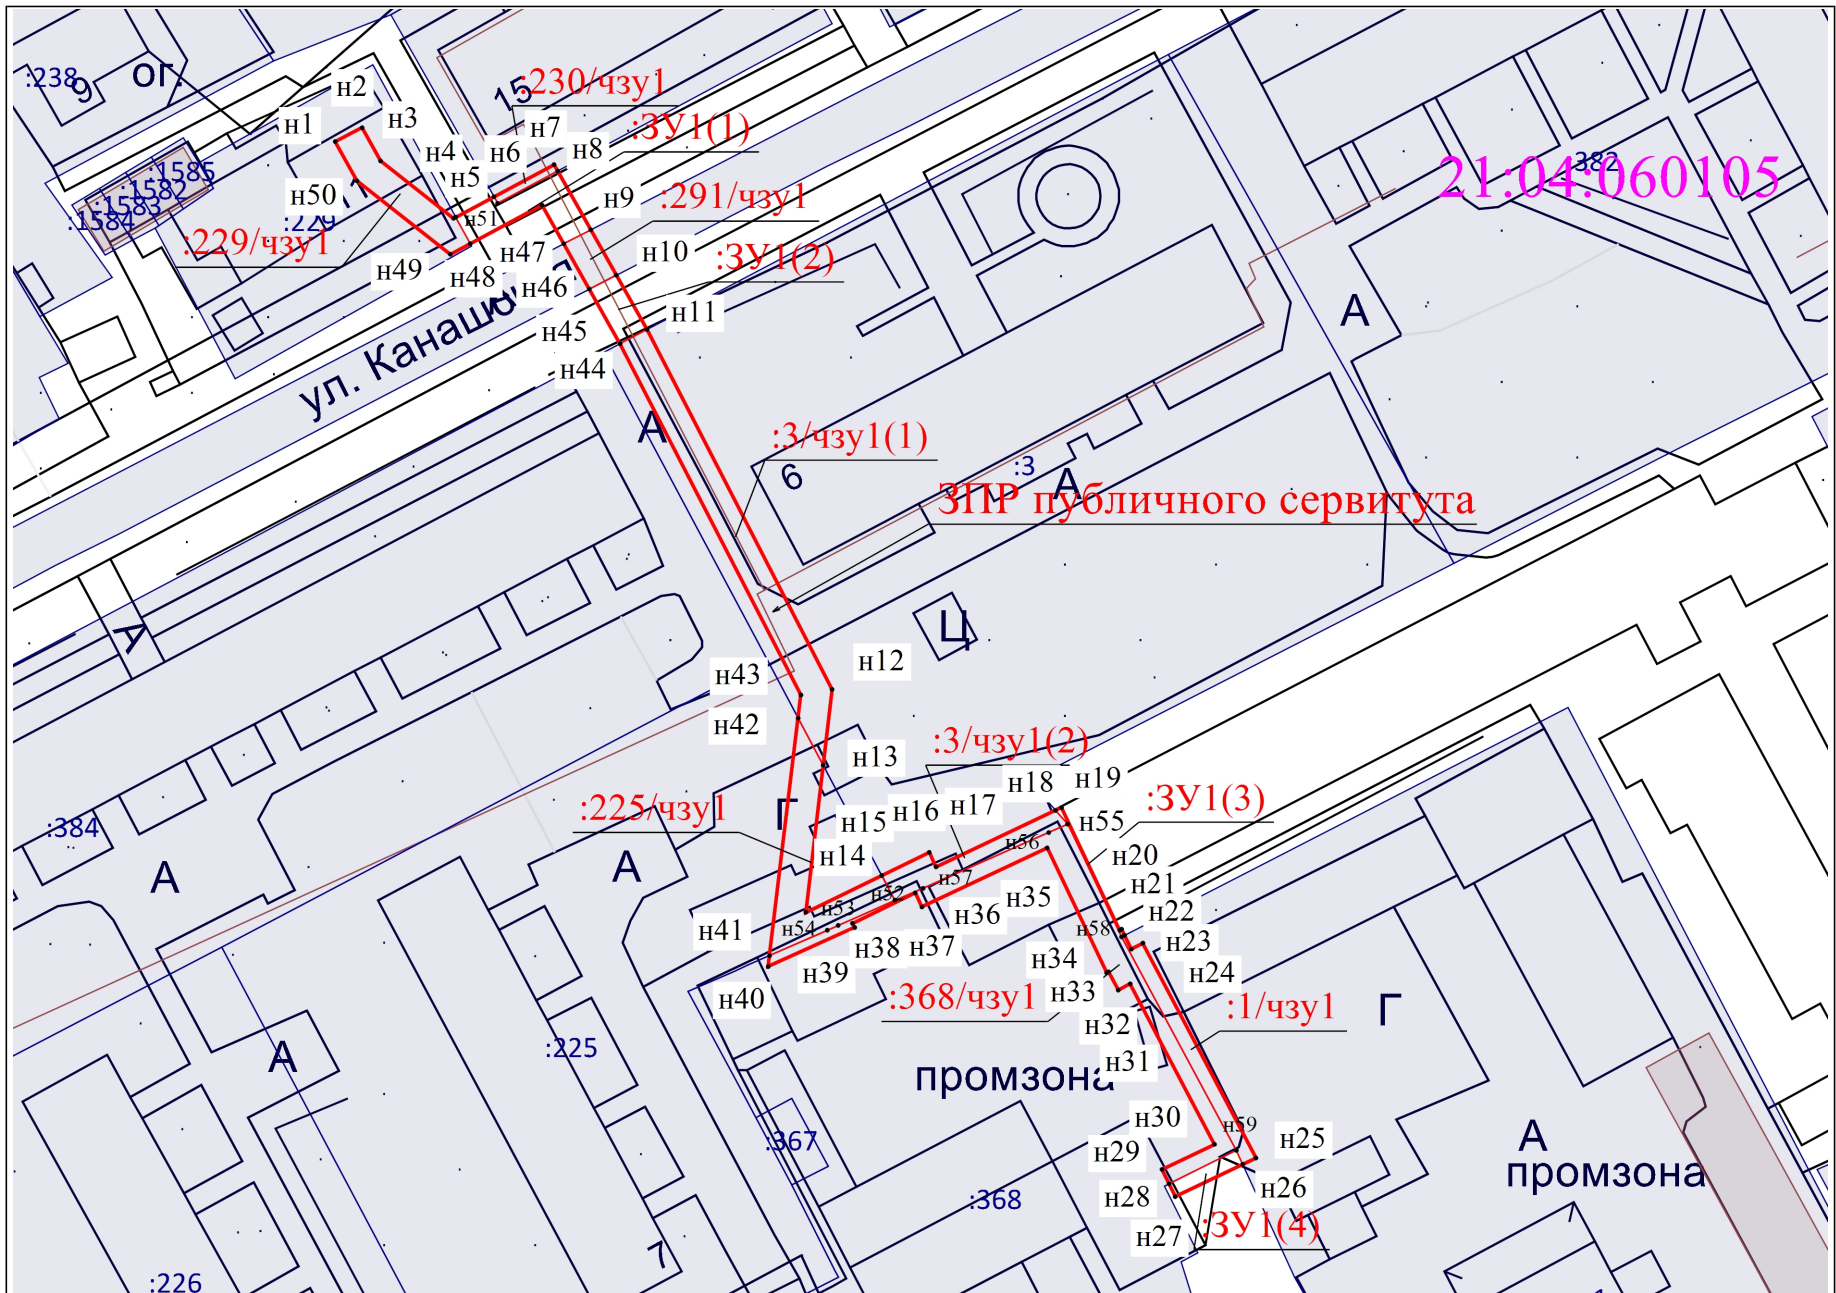 :238
9
ог.
н2
н1
н3
15
:230/чзу1
н7
:ЗУ1(1)
н4
н6
н8
н5
:1585
:1582
:1583
:1584
н50
11
:229
н51
н9
:291/чзу1
:382
21:04:060105
:229/чзу1
н49
н48
н47
н46
н10
:ЗУ1(2)
ул. Канашская
н45
н11
н44
А
А
:3/чзу1(1)
6
:3
А
ЗПР публичного сервитута
А
Ц
н43
н12
н42
:3/чзу1(2)
н13
н18
н19
:ЗУ1(3)
:225/чзу1
Г
н15
н16
н17
н55
:384
н56
н20
н14
А
А
н52
н57
н21
н35
н53
н36
н22
н54
н41
н58
н23
н38
н37
н34
н39
н24
н40
:368/чзу1
н33
:1/чзу1
Г
н32
:225
А
н31
промзона
н30
н59
:367
н29
н25
А
промзона
н28
н26
:368
н27
:ЗУ1(4)
7
:226